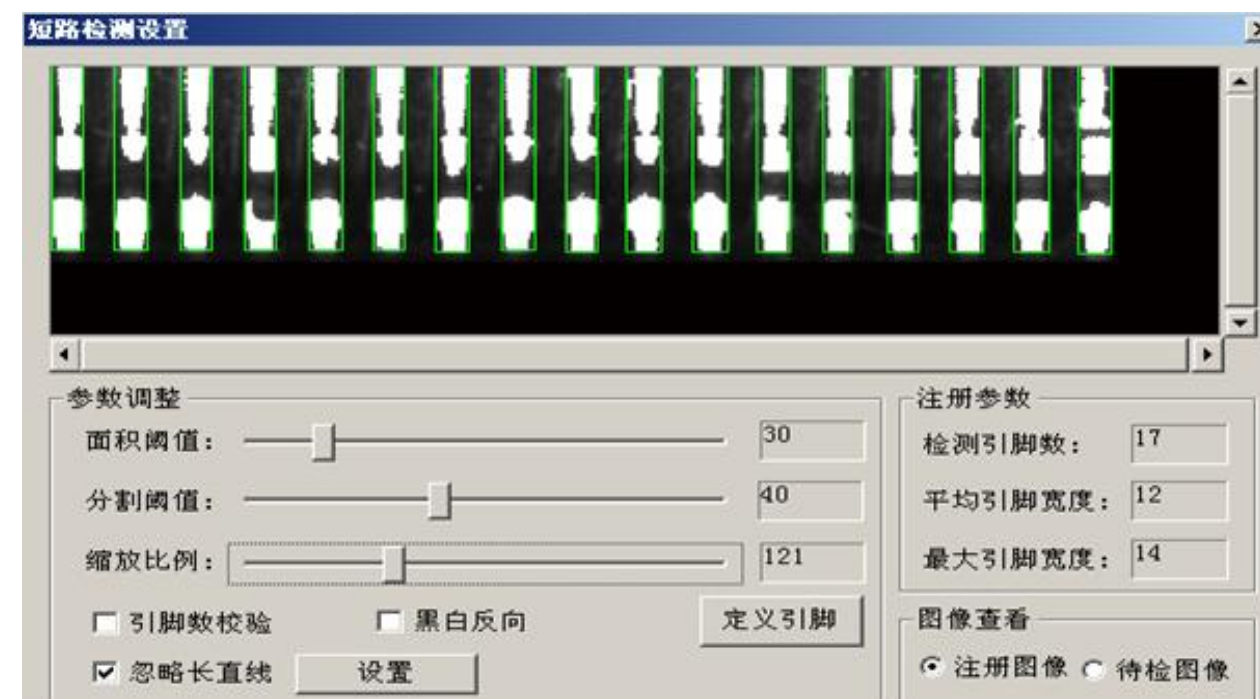 短路检测设置
参数调整
面积阈值： 30
分割阈值： 40
缩放比例： 121
引脚数校验 黑白反向 定义引脚
忽略长直线 设置
注册参数
检测引脚数： 17
平均引脚宽度： 12
最大引脚宽度： 14
图像查看
注册图像 待检图像